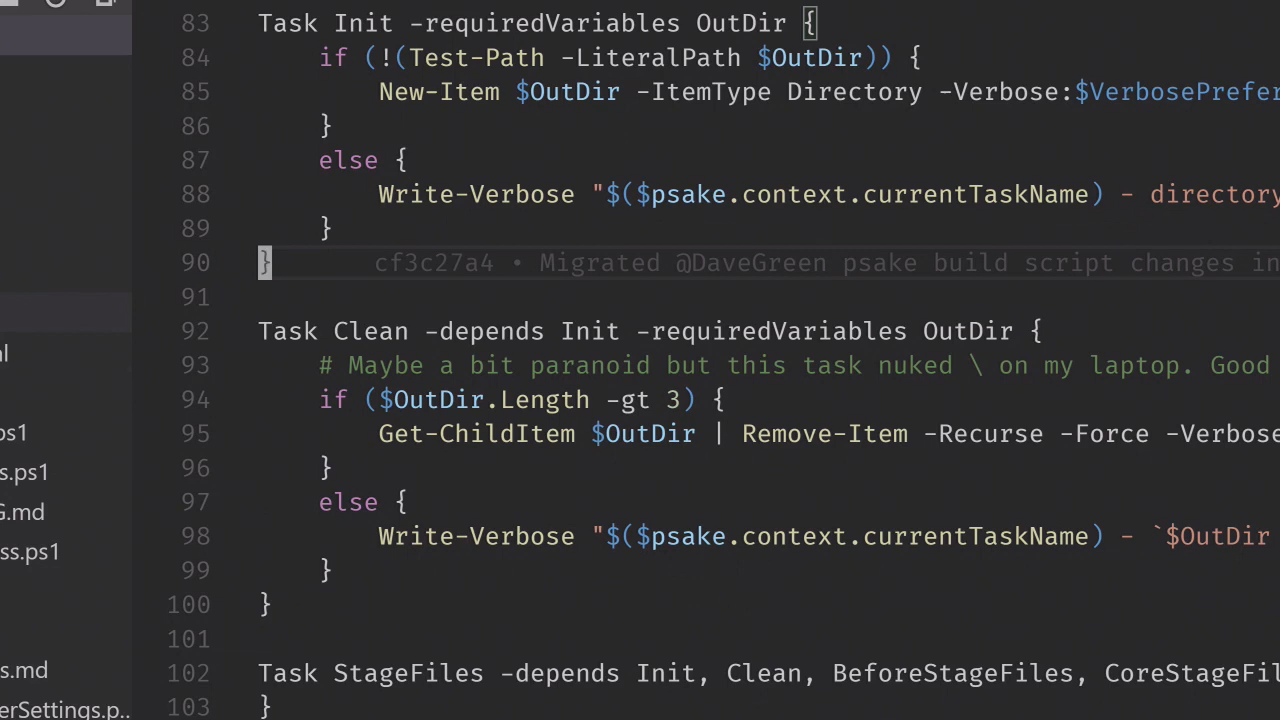 83 Task Init -requiredVariables OutDir {
84 if (!(Test-Path -LiteralPath $OutDir)) {
85 New-Item $OutDir -ItemType Directory -Verbose:$VerbosePrefer
86 }
87 else {
88 Write-Verbose "$($psake.context.currentTaskName) - directory
89 }
90 } cf3c27a4 • Migrated @DaveGreen psake build script changes in
91
92 Task Clean -depends Init -requiredVariables OutDir {
93 # Maybe a bit paranoid but this task nuked \ on my laptop. Good
94 if ($OutDir.Length -gt 3) {
95 Get-ChildItem $OutDir | Remove-Item -Recurse -Force -Verbose
96 }
97 else {
98 Write-Verbose "$($psake.context.currentTaskName) - `$OutDir
99 }
100 }
101
102 Task StageFiles -depends Init, Clean, BeforeStageFiles, CoreStageFil
103 }
l
os1
s.ps1
G.md
ss.ps1
s.md
erSettings.p..